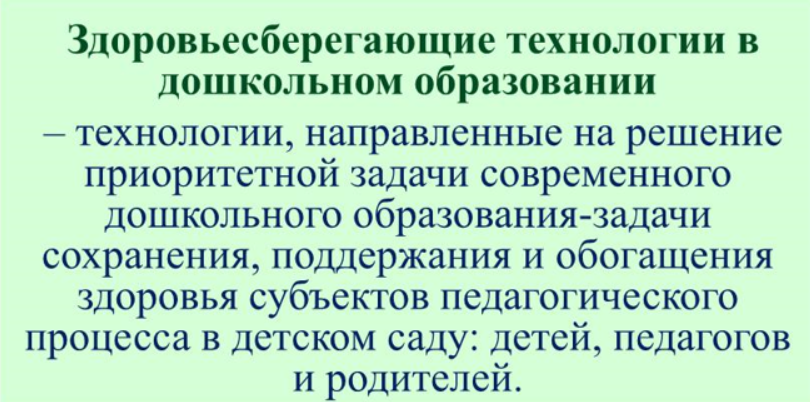 Здоровьесберегающие технологии в
дошкольном образовании
– технологии, направленные на решение
приоритетной задачи современного
дошкольного образования-задачи
сохранения, поддержания и обогащения
здоровья субъектов педагогического
процесса в детском саду: детей, педагогов
и родителей.